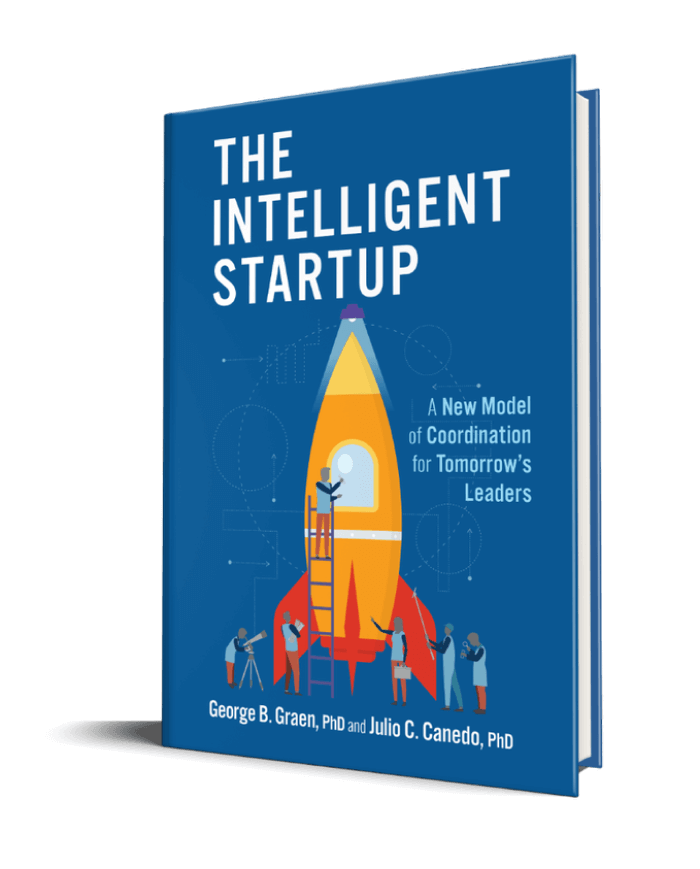 THE
INTELLIGENT
STARTUP
A New Model
of Coordination
for Tomorrow's
Leaders
George B. Graen, PhD and Julio C. Canedo, PhD